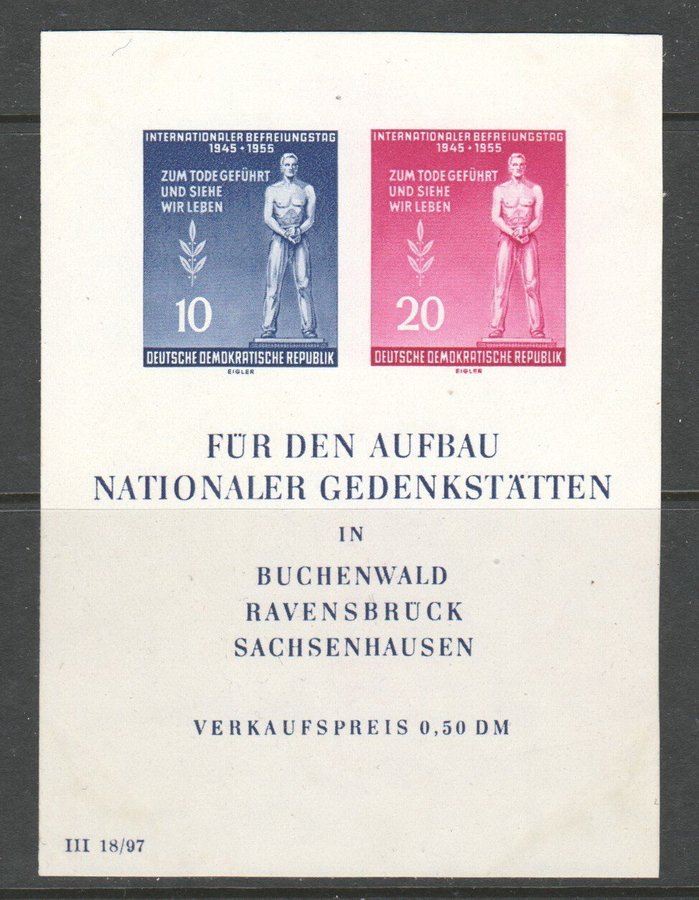 INTERNATIONALER BEFREIUNGSTAG
1945 • 1955
ZUM TODE GEFÜHRT
UND SIEHE
WIR LEBEN
10
DEUTSCHE DEMOKRATISCHE REPUBLIK
EIGLER
INTERNATIONALER BEFREIUNGSTAG
1945 • 1955
ZUM TODE GEFÜHRT
UND SIEHE
WIR LEBEN
20
DEUTSCHE DEMOKRATISCHE REPUBLIK
EIGLER
FÜR DEN AUFBAU
NATIONALER GEDENKSTÄTTEN
IN
BUCHENWALD
RAVENSBRÜCK
SACHSENHAUSEN
VERKAUFSPREIS 0,50 DM
III 18/97